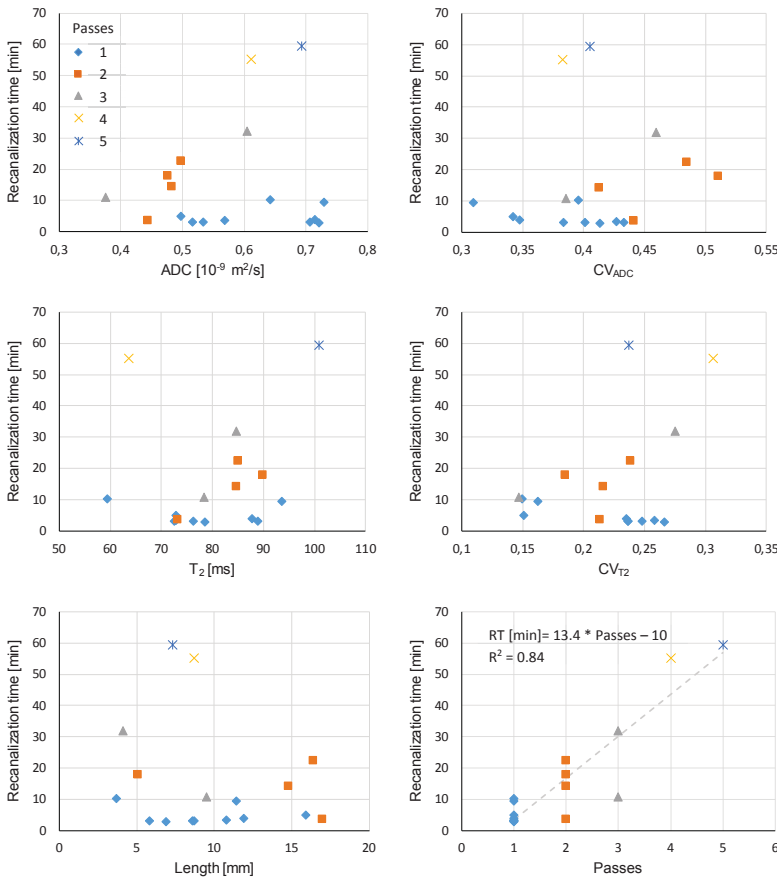 Recanalization time [min]
70
60
50
40
30
20
10
0
Passes
1
2
3
4
5
0,3 0,4 0,5 0,6 0,7 0,8
ADC [10⁻⁹ m²/s]
Recanalization time [min]
70
60
50
40
30
20
10
0
0,3 0,35 0,4 0,45 0,5 0,55
CV_ADC
Recanalization time [min]
70
60
50
40
30
20
10
0
50 60 70 80 90 100 110
T₂ [ms]
Recanalization time [min]
70
60
50
40
30
20
10
0
0,1 0,15 0,2 0,25 0,3 0,35
CV_T2
Recanalization time [min]
70
60
50
40
30
20
10
0
0 5 10 15 20
Length [mm]
Recanalization time [min]
70
60
50
40
30
20
10
0
RT [min]= 13.4 * Passes – 10
R² = 0.84
0 1 2 3 4 5 6
Passes